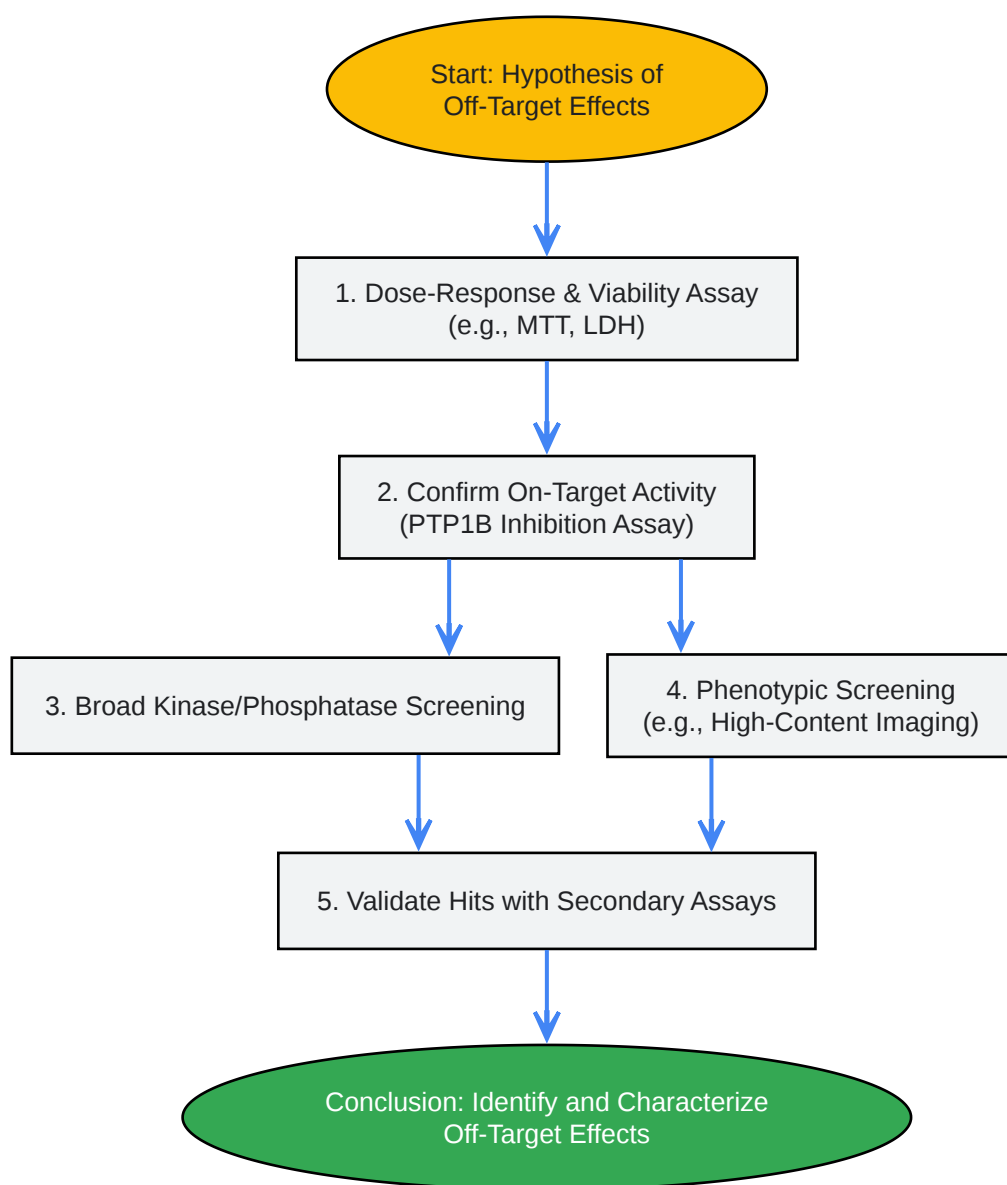 Start: Hypothesis of
Off-Target Effects
1. Dose-Response & Viability Assay
(e.g., MTT, LDH)
2. Confirm On-Target Activity
(PTP1B Inhibition Assay)
3. Broad Kinase/Phosphatase Screening
4. Phenotypic Screening
(e.g., High-Content Imaging)
5. Validate Hits with Secondary Assays
Conclusion: Identify and Characterize
Off-Target Effects